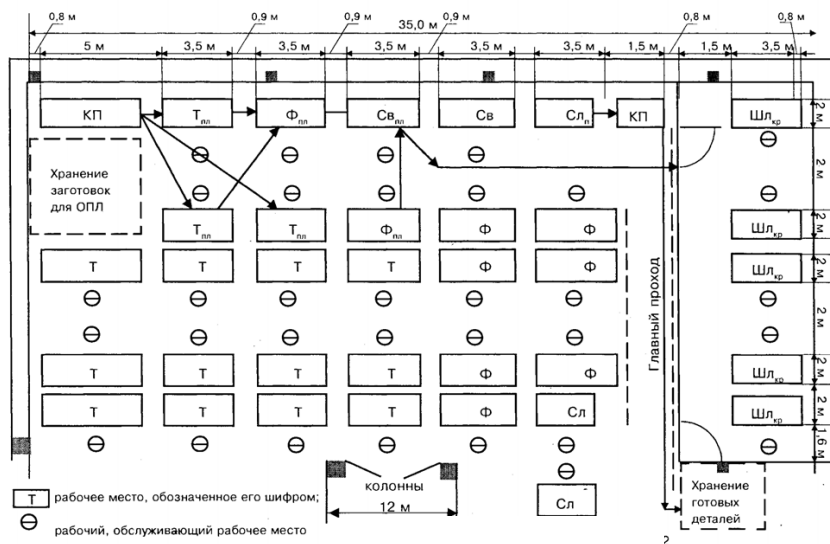 0,8 м 0,9 м 0,9 м 0,9 м 0,8 м 0,8 м
35,0 м
5 м 3,5 м 3,5 м 3,5 м 3,5 м 3,5 м 1,5 м 1,5 м 3,5 м
КП Тпл Фпл Свпл Св Слп КП Шлкр 2 м
Хранение
заготовок
для ОПЛ
2 м
Тпл Тпл Фпл Шлкр 2 м
Т Т Т Т Ф Ф Шлкр 2 м
Главный проход
2 м
Т Т Т Т Ф Ф Шлкр 2 м
Т Т Т Т Ф Сл Шлкр 2 м
1,6 м
колонны
12 м
Сл
Хранение
готовых
деталей
Т рабочее место, обозначенное его шифром;
рабочий, обслуживающий рабочее место
2